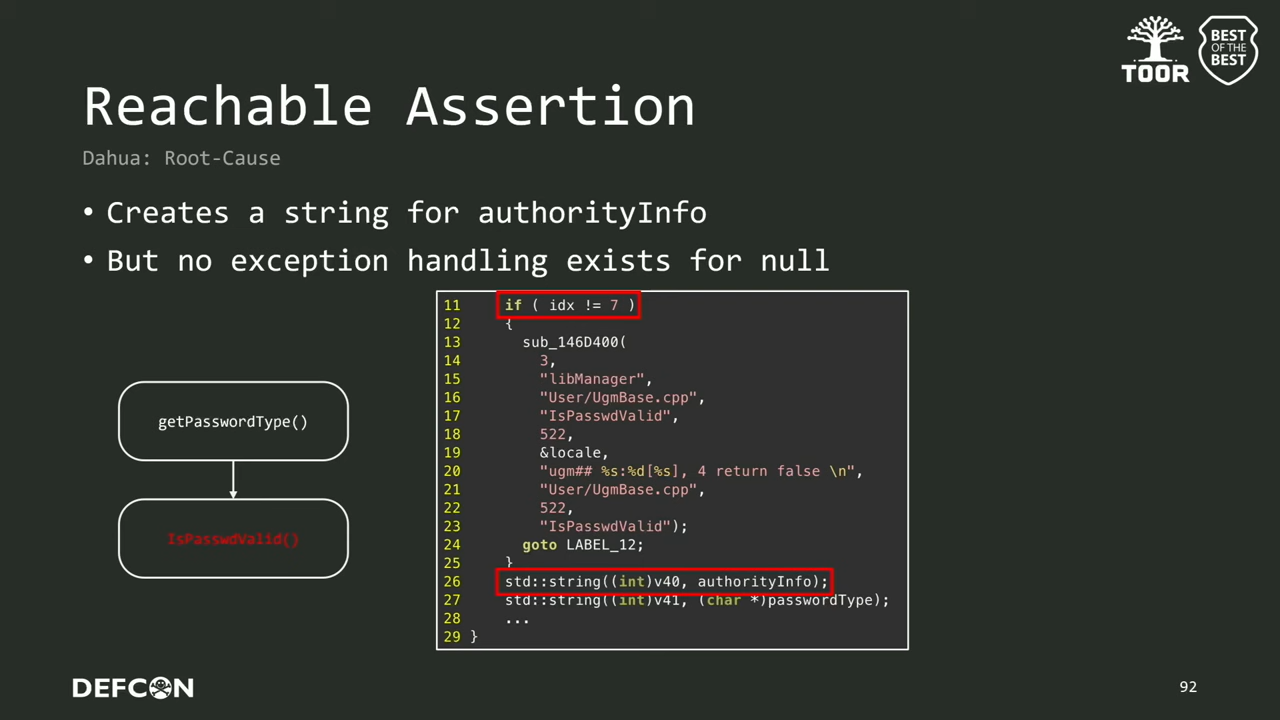 TOOR
BEST
OF THE
BEST
Reachable Assertion
Dahua: Root-Cause
• Creates a string for authorityInfo
• But no exception handling exists for null
getPasswordType()
IsPasswdValid()
11 if ( idx != 7 )
12 {
13 sub_146D400(
14 3,
15 "libManager",
16 "User/UgmBase.cpp",
17 "IsPasswdValid",
18 522,
19 &locale,
20 "ugm## %s:%d[%s], 4 return false \n",
21 "User/UgmBase.cpp",
22 522,
23 "IsPasswdValid");
24 goto LABEL_12;
25 }
26 std::string((int)v40, authorityInfo);
27 std::string((int)v41, (char *)passwordType);
28 ...
29 }
DEFCON
92